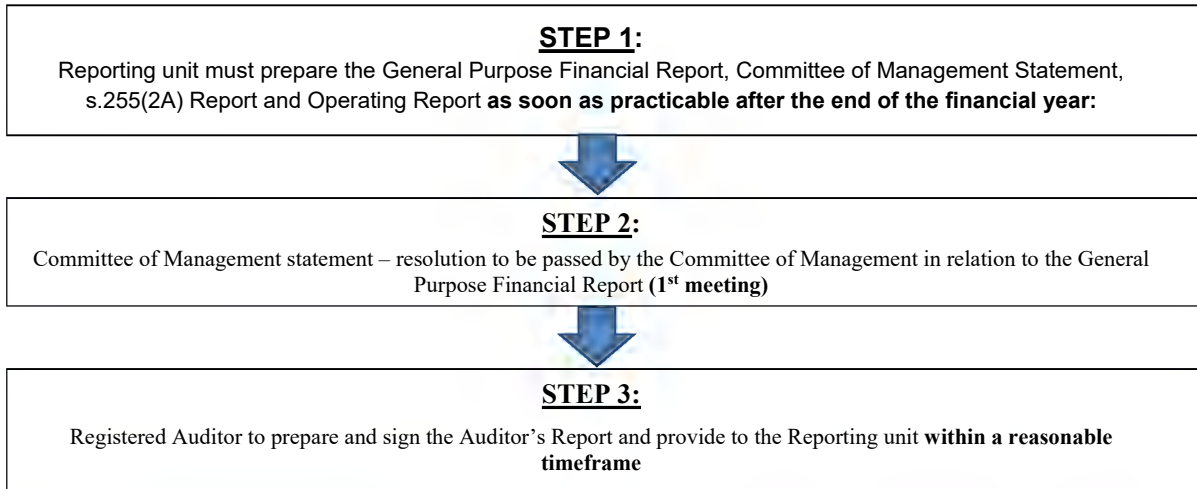 STEP 1:
Reporting unit must prepare the General Purpose Financial Report, Committee of Management Statement,
s.255(2A) Report and Operating Report as soon as practicable after the end of the financial year:
STEP 2:
Committee of Management statement – resolution to be passed by the Committee of Management in relation to the General
Purpose Financial Report (1st meeting)
STEP 3:
Registered Auditor to prepare and sign the Auditor's Report and provide to the Reporting unit within a reasonable
timeframe